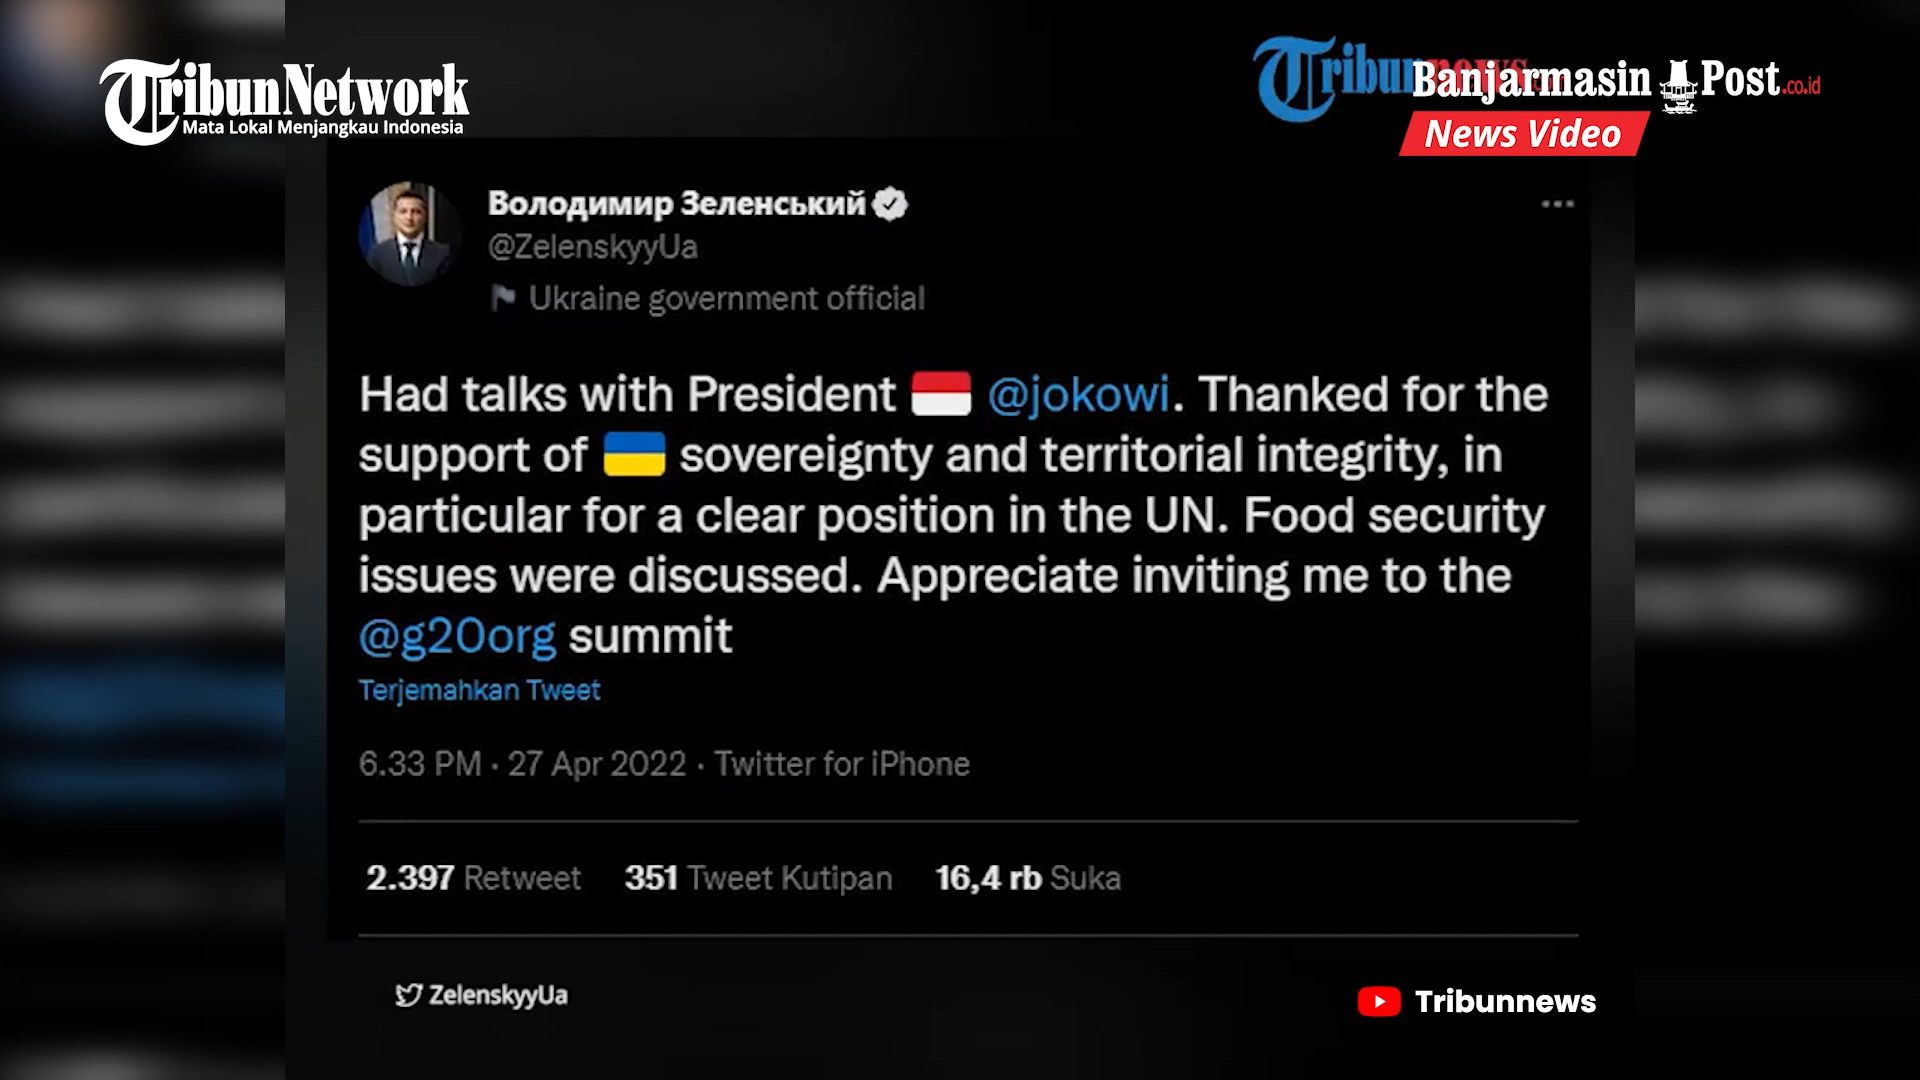 TribunNetwork
Mata Lokal Menjangkau Indonesia
Tribunnews
Banjarmasin Post.co.id
News Video
Володимир Зеленський
@ZelenskyyUa
Ukraine government official
Had talks with President 🇮🇩 @jokowi. Thanked for the
support of 🇺🇦 sovereignty and territorial integrity, in
particular for a clear position in the UN. Food security
issues were discussed. Appreciate inviting me to the
@g20org summit
Terjemahkan Tweet
6.33 PM · 27 Apr 2022 · Twitter for iPhone
2.397 Retweet 351 Tweet Kutipan 16,4 rb Suka
ZelenskyyUa
Tribunnews